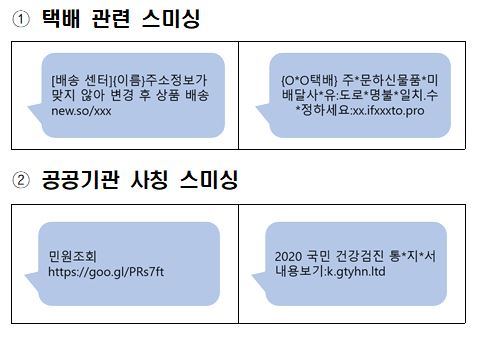 ① 택배 관련 스미싱
[배송 센터]{이름}주소정보가
맞지 않아 변경 후 상품 배송
new.so/xxx
{O*O택배} 주*문하신물품*미
배달사*유:도로*명불*일치.수
*정하세요:xx.ifxxxto.pro
② 공공기관 사칭 스미싱
민원조회
https://goo.gl/PRs7ft
2020 국민 건강검진 통*지*서
내용보기:k.gtyhn.ltd